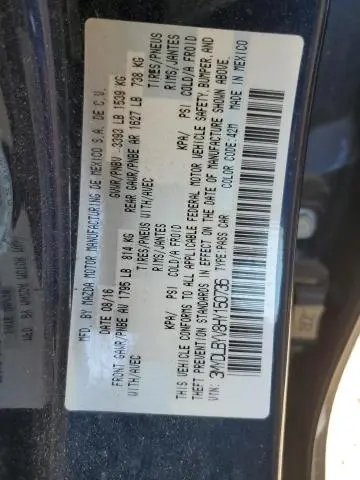 MFD. BY MAZDA MOTOR MANUFACTURING DE MEXICO S.A. DE C.V.
DATE 08/16 GVWR/PNBV 3393 LB 1539 KG
FRONT GAWR/PNBE AV 1795 LB 814 KG REAR GAWR/PNBE AR 1627 LB 738 KG
WITH/AVEC TIRES/PNEUS WITH/AVEC TIRES/PNEUS
RIMS/JANTES RIMS/JANTES
KPA/ PSI COLD/A FROID KPA/ PSI COLD/A FROID
THIS VEHICLE CONFORMS TO ALL APPLICABLE FEDERAL MOTOR VEHICLE SAFETY, BUMPER, AND
THEFT PREVENTION STANDARDS IN EFFECT ON THE DATE OF MANUFACTURE SHOWN ABOVE.
VIN: TYPE:PASS CAR COLOR CODE:42M MADE IN MEXICO